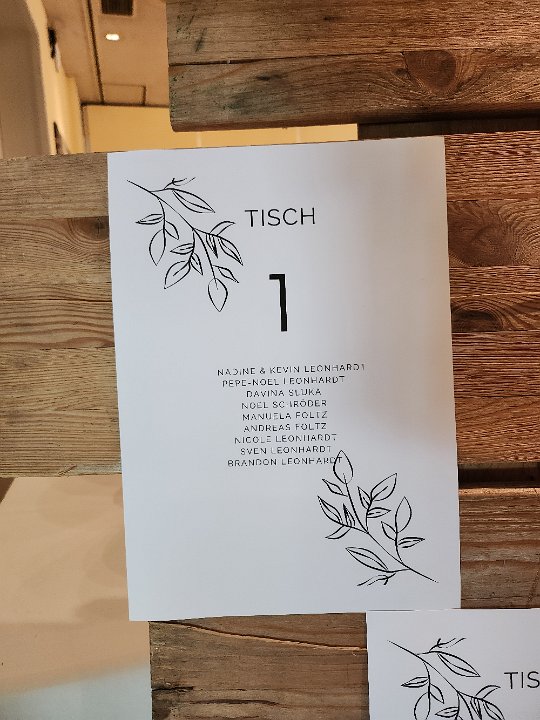 TISCH
1
NADINE & KEVIN LEONHARDT
PEPE-NOEL LEONHARDT
DAVINA SLUKA
NOEL SCHRÖDER
MANUELA FOLTZ
ANDREAS FOLTZ
NICOLE LEONHARDT
SVEN LEONHARDT
BRANDON LEONHARDT
TIS